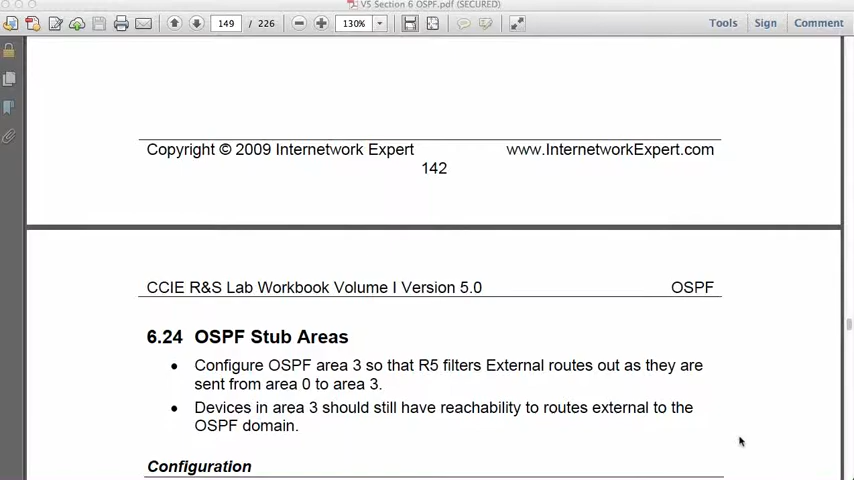 V5 Section 6 OSPF.pdf (SECURED)
149 / 226 130% Tools Sign Comment
Copyright © 2009 Internetwork Expert www.InternetworkExpert.com
142
CCIE R&S Lab Workbook Volume I Version 5.0 OSPF
6.24 OSPF Stub Areas
• Configure OSPF area 3 so that R5 filters External routes out as they are
sent from area 0 to area 3.
• Devices in area 3 should still have reachability to routes external to the
OSPF domain.
Configuration